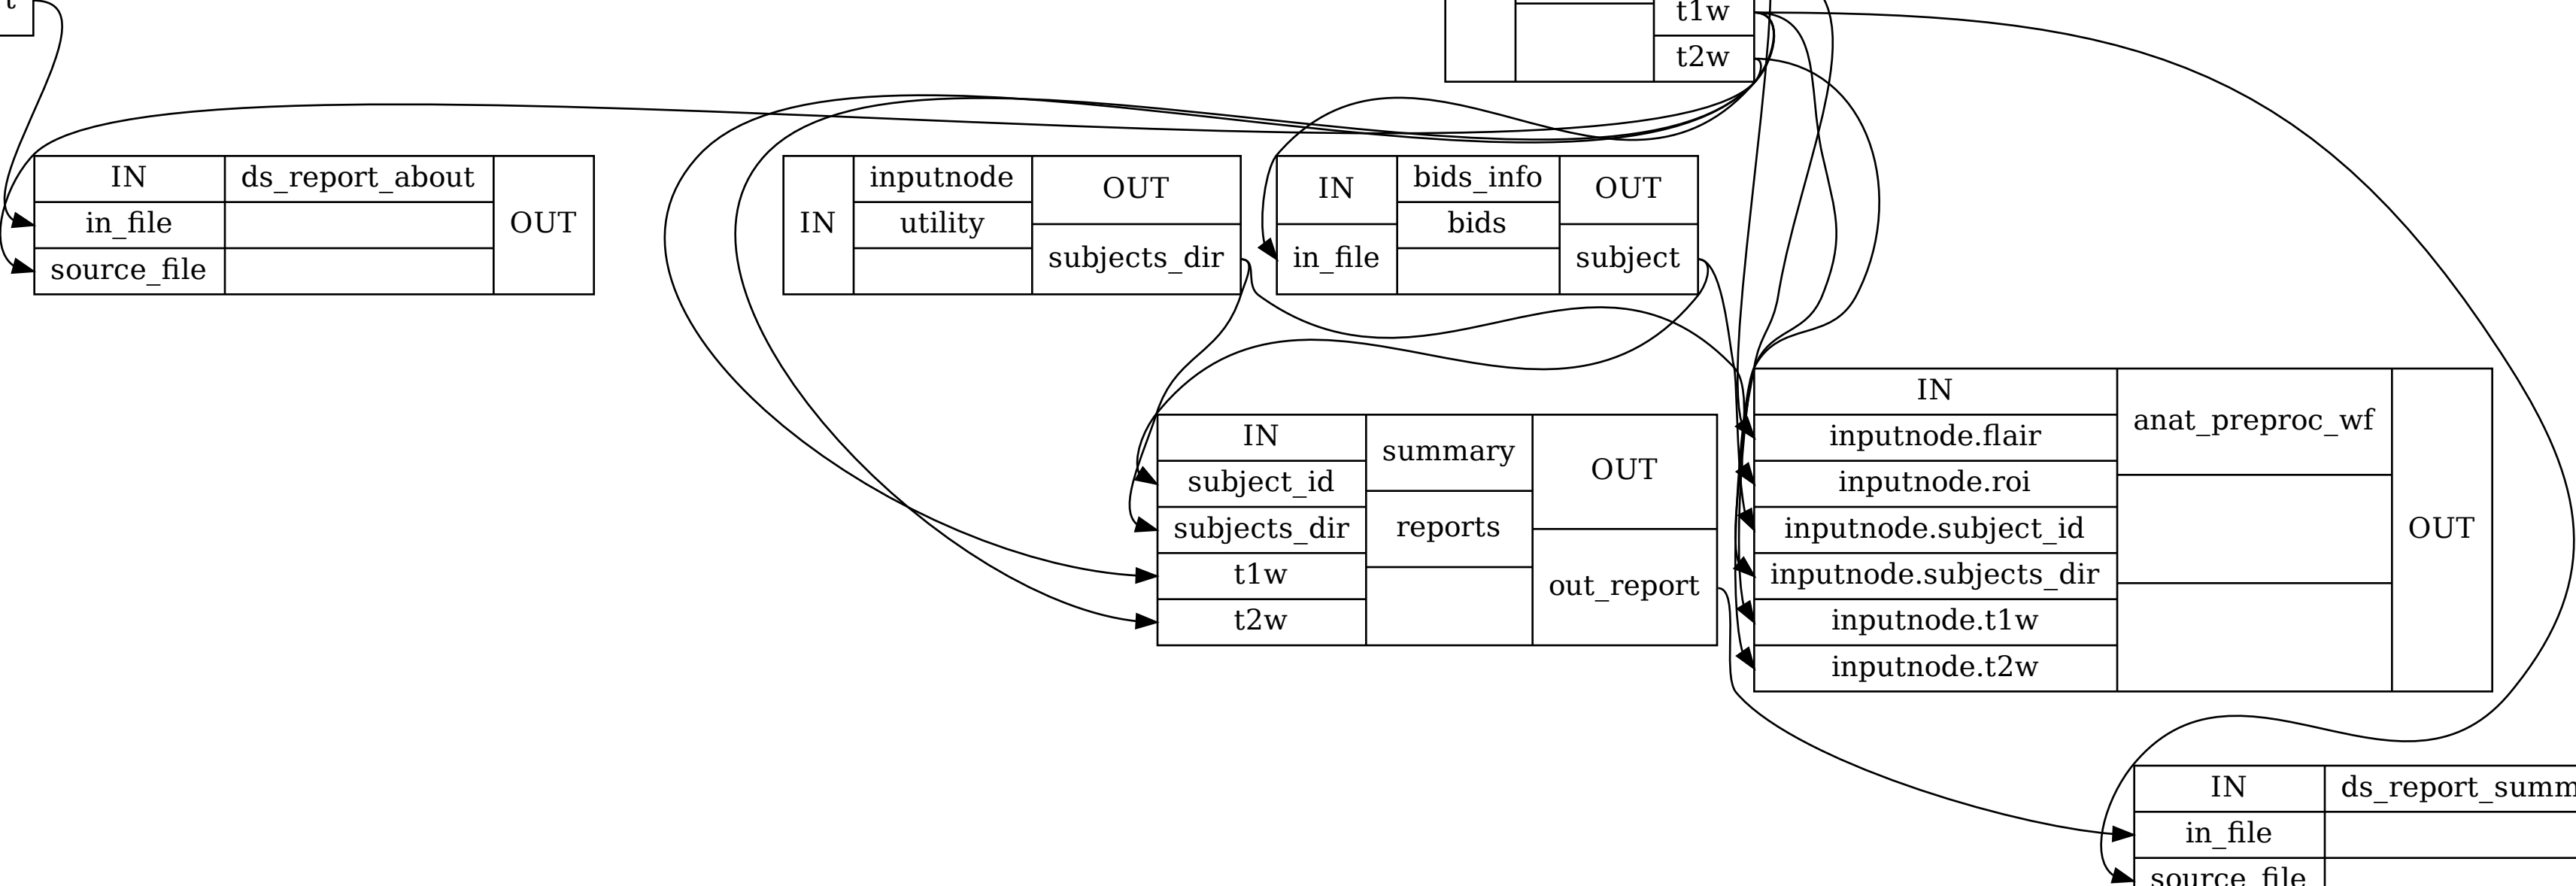 t1w
t2w
IN
in_file
source_file
ds_report_about
OUT
IN
inputnode
utility
OUT
subjects_dir
IN
in_file
bids_info
bids
OUT
subject
IN
subject_id
subjects_dir
t1w
t2w
summary
reports
OUT
out_report
IN
inputnode.flair
inputnode.roi
inputnode.subject_id
inputnode.subjects_dir
inputnode.t1w
inputnode.t2w
anat_preproc_wf
OUT
IN
in_file
source_file
ds_report_summ